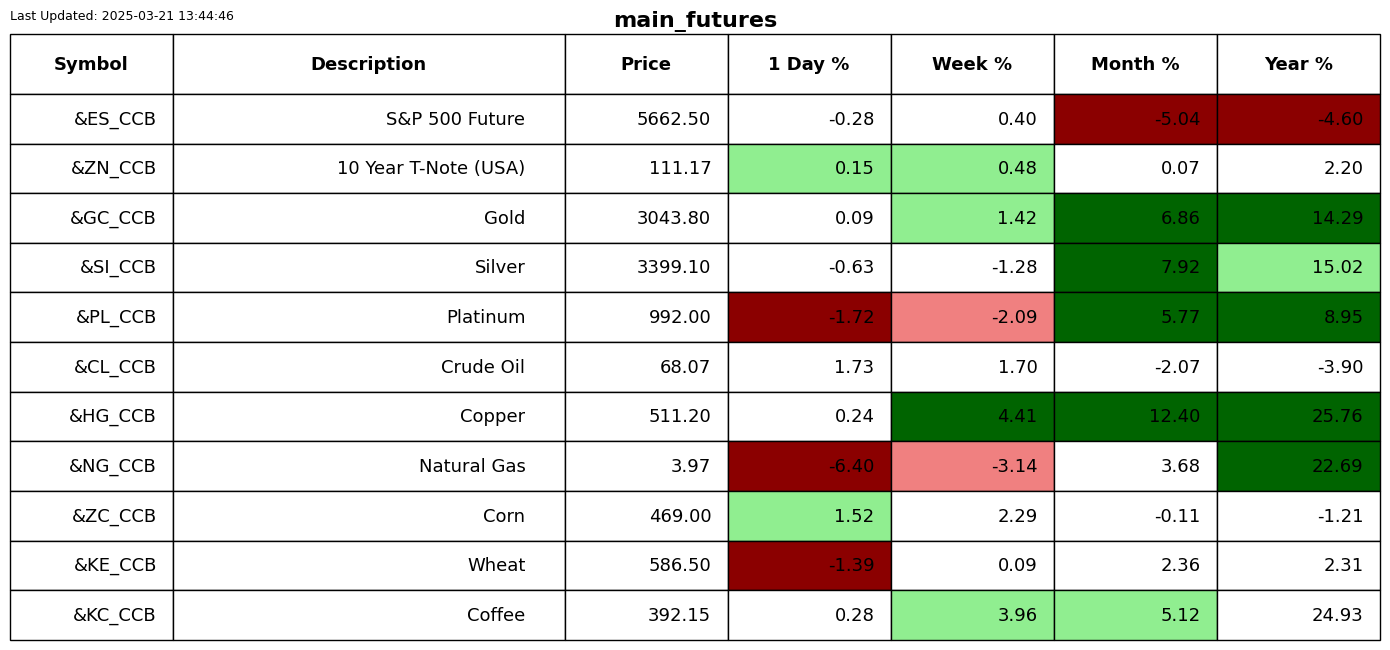 Last Updated: 2025-03-21 13:44:46
main_futures
Symbol Description Price 1 Day % Week % Month % Year %
&ES_CCB S&P 500 Future 5662.50 -0.28 0.40 -5.04 -4.60
&ZN_CCB 10 Year T-Note (USA) 111.17 0.15 0.48 0.07 2.20
&GC_CCB Gold 3043.80 0.09 1.42 6.86 14.29
&SI_CCB Silver 3399.10 -0.63 -1.28 7.92 15.02
&PL_CCB Platinum 992.00 -1.72 -2.09 5.77 8.95
&CL_CCB Crude Oil 68.07 1.73 1.70 -2.07 -3.90
&HG_CCB Copper 511.20 0.24 4.41 12.40 25.76
&NG_CCB Natural Gas 3.97 -6.40 -3.14 3.68 22.69
&ZC_CCB Corn 469.00 1.52 2.29 -0.11 -1.21
&KE_CCB Wheat 586.50 -1.39 0.09 2.36 2.31
&KC_CCB Coffee 392.15 0.28 3.96 5.12 24.93